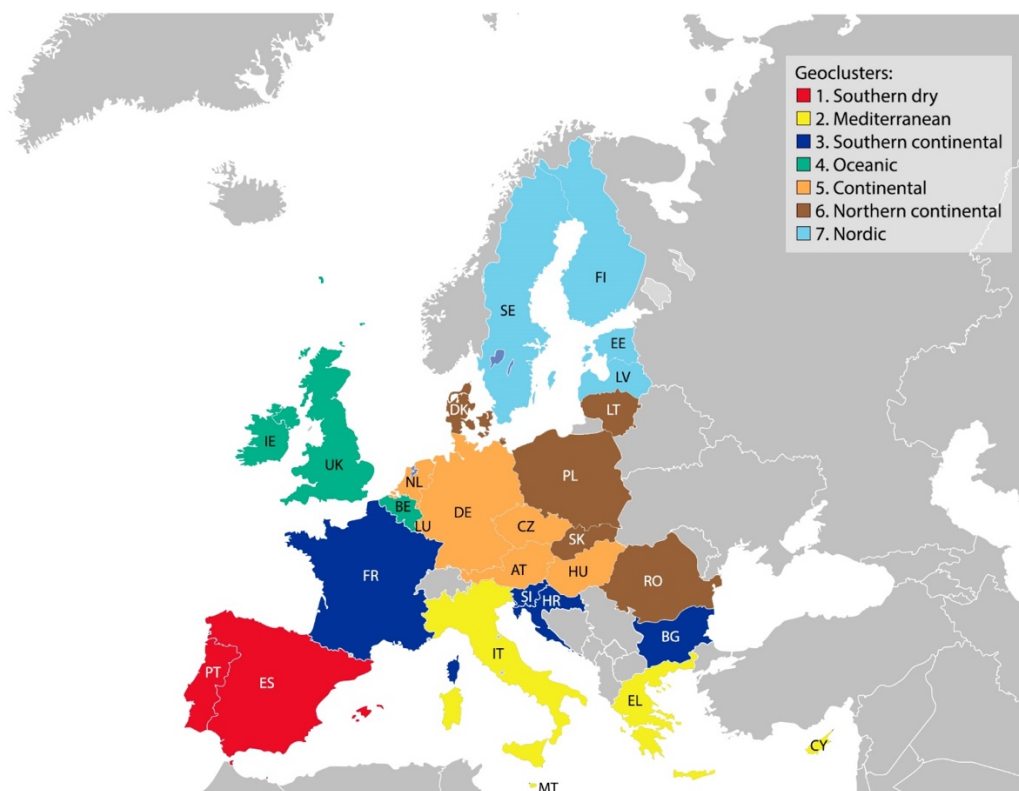 Geoclusters:
1. Southern dry
2. Mediterranean
3. Southern continental
4. Oceanic
5. Continental
6. Northern continental
7. Nordic
FI
SE
EE
LV
DK
LT
IE
UK
NL
PL
BE
DE
LU
CZ
SK
FR
AT
HU
RO
SI
HR
BG
IT
PT
ES
EL
CY
MT